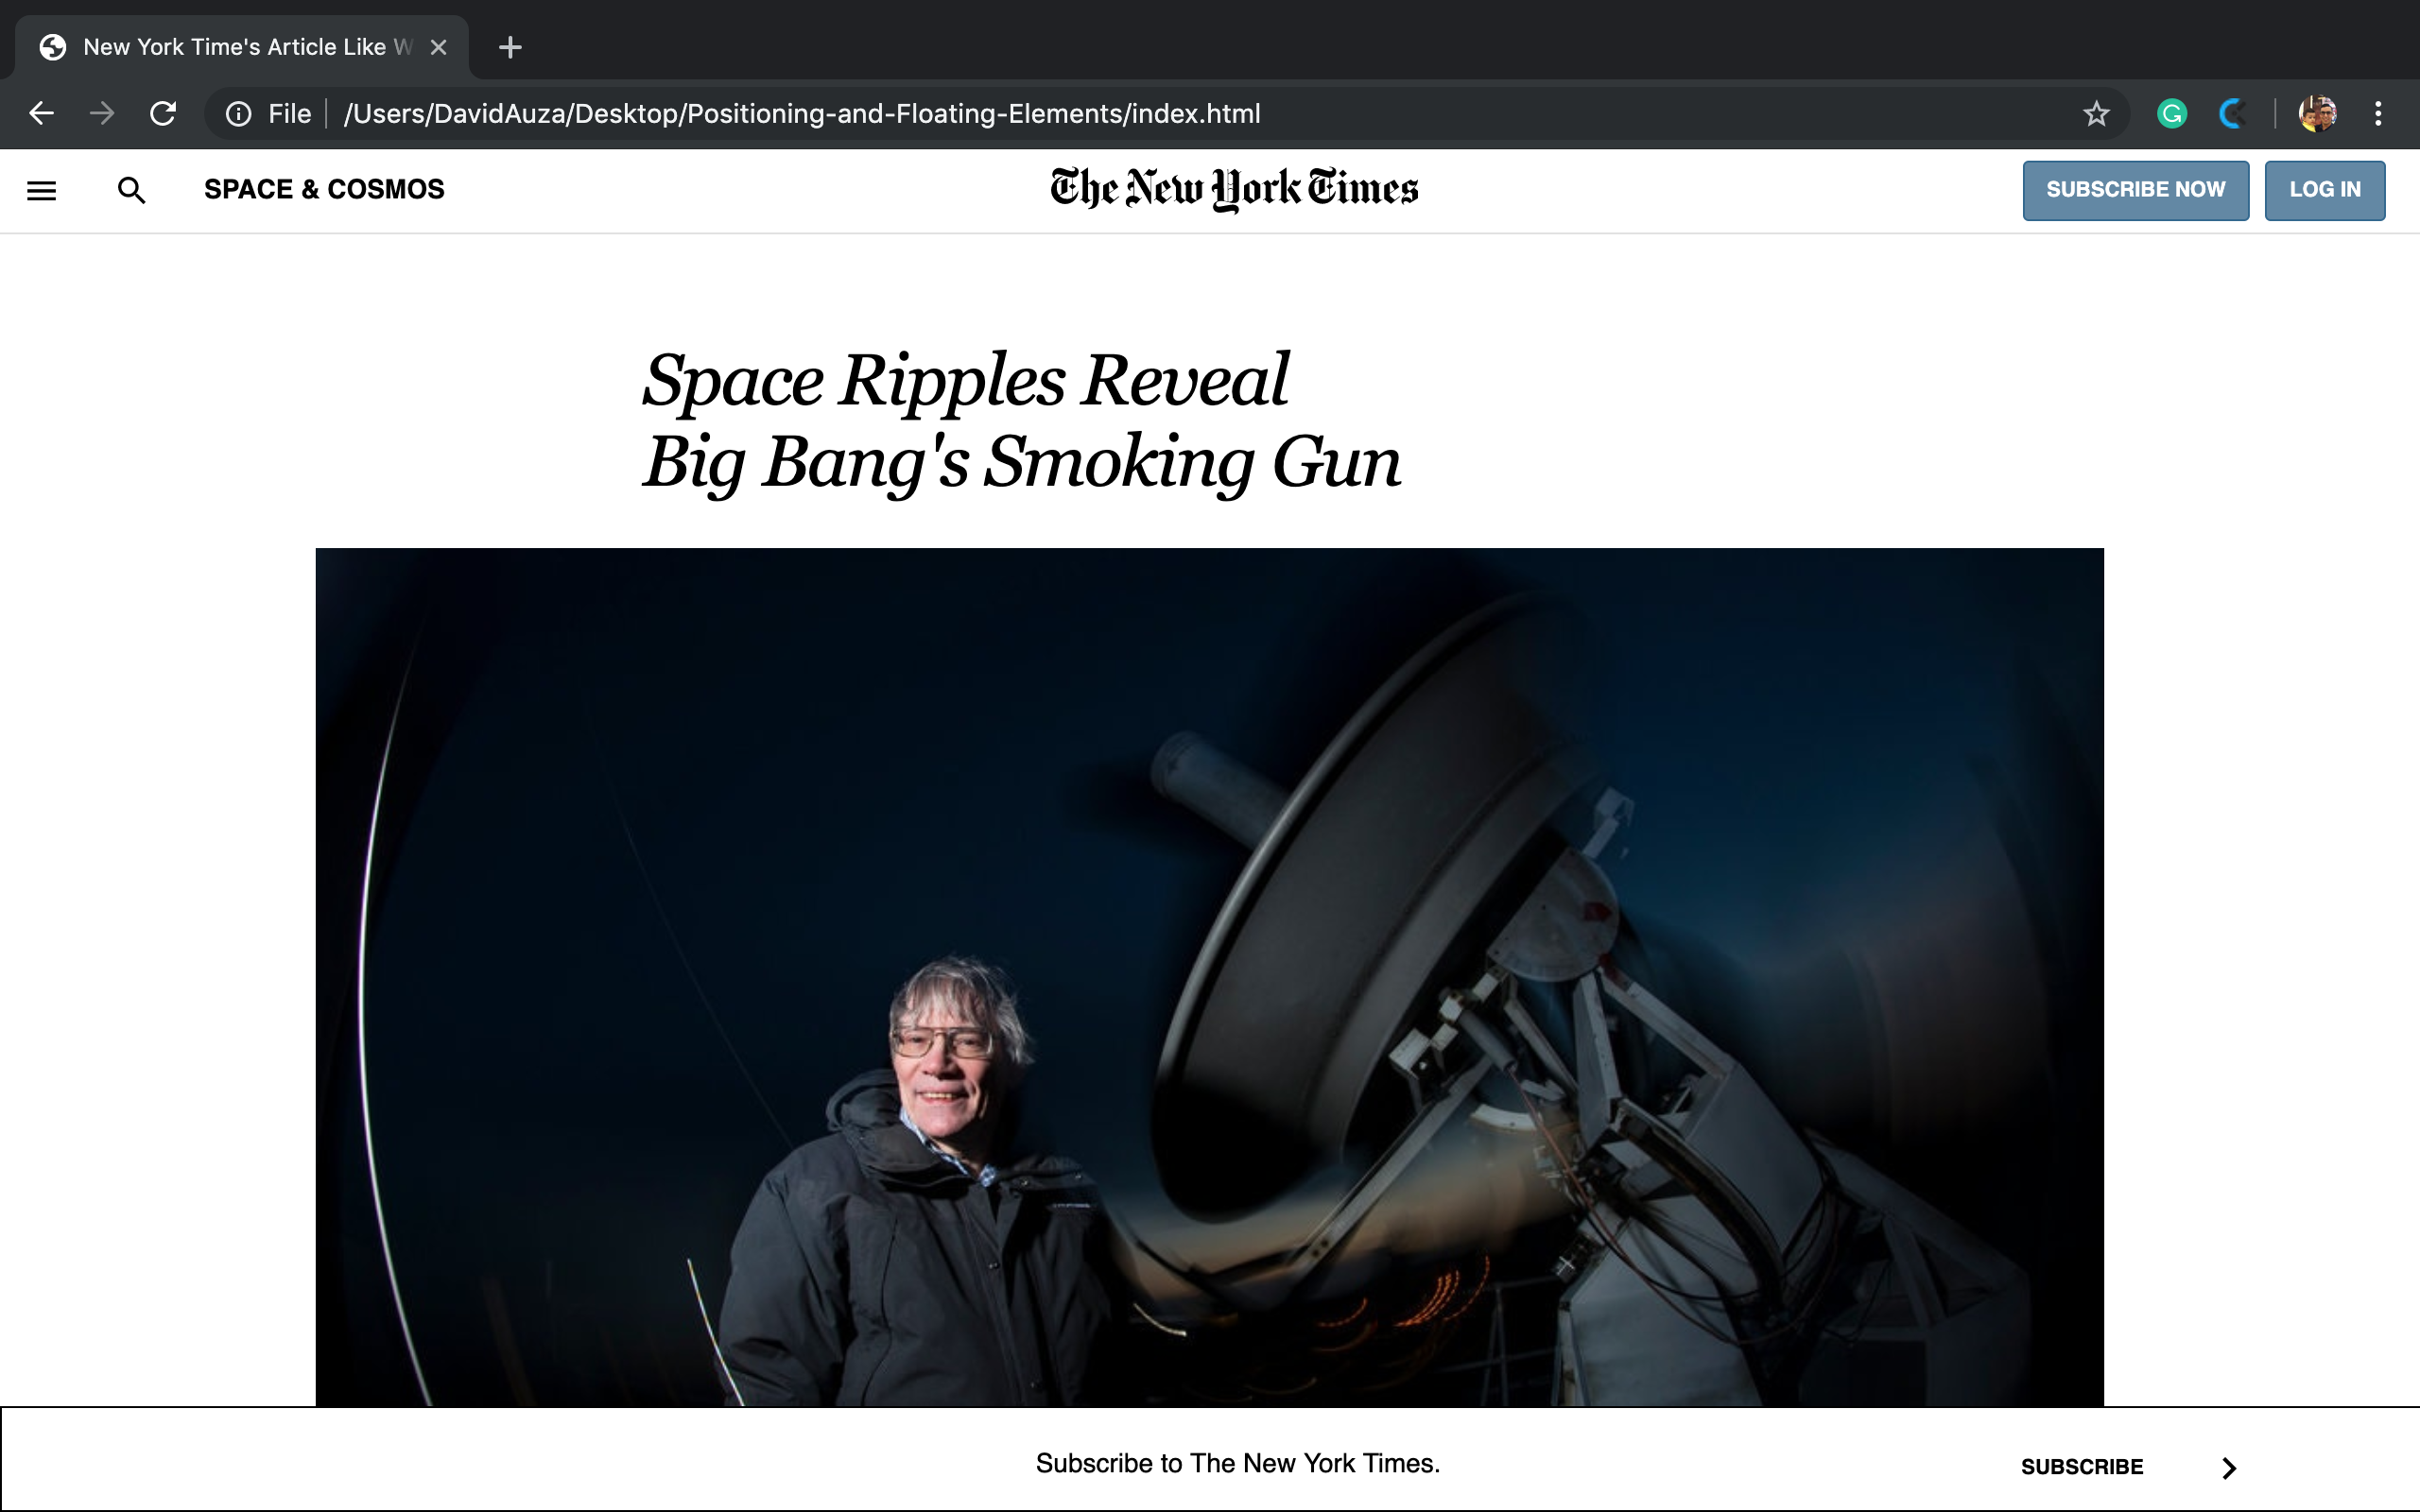 New York Time's Article Like W
File /Users/DavidAuza/Desktop/Positioning-and-Floating-Elements/index.html
SPACE & COSMOS
The New York Times
SUBSCRIBE NOW
LOG IN
Space Ripples Reveal
Big Bang's Smoking Gun
Subscribe to The New York Times.
SUBSCRIBE